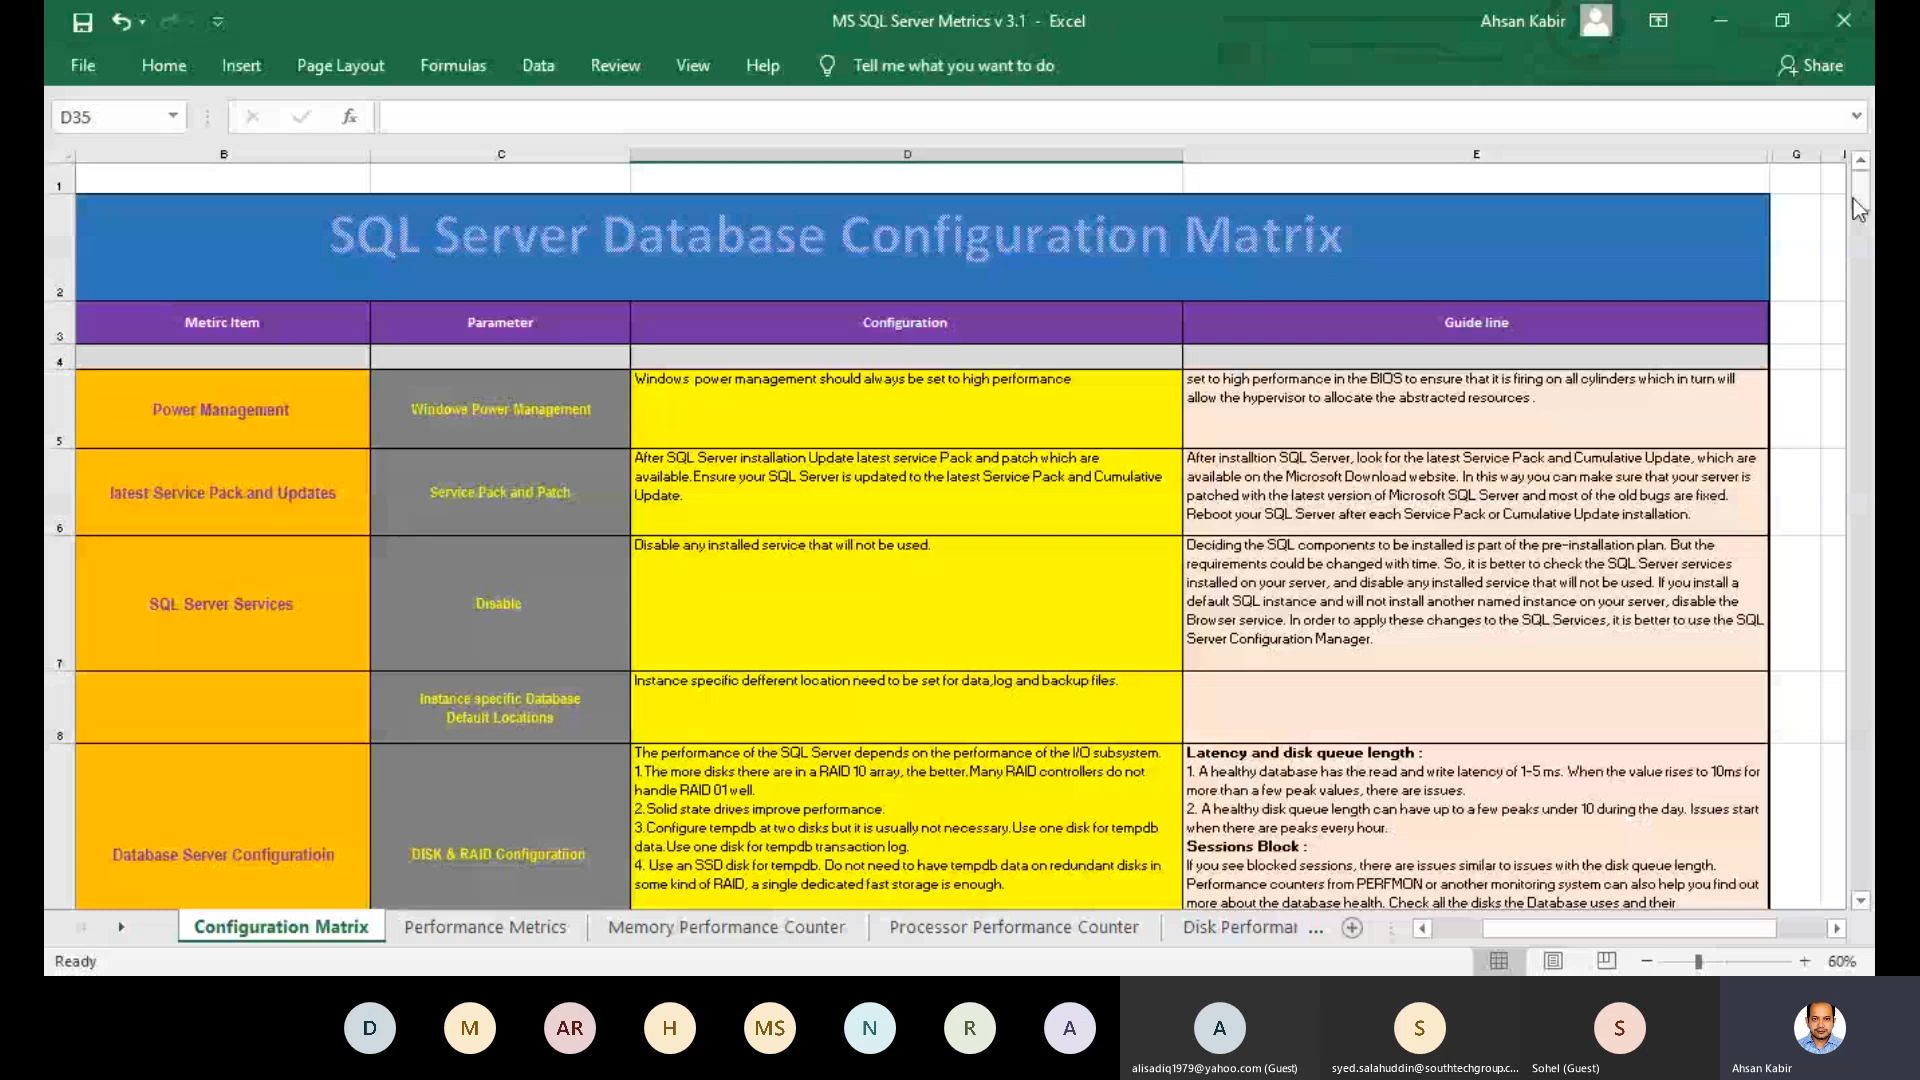 MS SQL Server Metrics v 3.1 - Excel
Ahsan Kabir
File Home Insert Page Layout Formulas Data Review View Help Tell me what you want to do Share
D35
fx
B C D E G
1
SQL Server Database Configuration Matrix
2
Metirc Item Parameter Configuration Guide line
3
4
Power Management
Windows Power Management
Windows power management should always be set to high performance
set to high performance in the BIOS to ensure that it is firing on all cylinders which in turn will
allow the hypervisor to allocate the abstracted resources .
5
latest Service Pack and Updates
Service Pack and Patch
After SQL Server installation Update latest service Pack and patch which are
available.Ensure your SQL Server is updated to the latest Service Pack and Cumulative
Update.
After installtion SQL Server, look for the latest Service Pack and Cumulative Update, which are
available on the Microsoft Download website. In this way you can make sure that your server is
patched with the latest version of Microsoft SQL Server and most of the old bugs are fixed.
Reboot your SQL Server after each Service Pack or Cumulative Update installation.
6
SQL Server Services
Disable
Disable any installed service that will not be used.
Deciding the SQL components to be installed is part of the pre-installation plan. But the
requirements could be changed with time. So, it is better to check the SQL Server services
installed on your server, and disable any installed service that will not be used. If you install a
default SQL instance and will not install another named instance on your server, disable the
Browser service. In order to apply these changes to the SQL Services, it is better to use the SQL
Server Configuration Manager.
7
Instance specific Database
Default Locations
Instance specific defferent location need to be set for data,log and backup files.
8
Database Server Configuratioin
DISK & RAID Configuratiion
The performance of the SQL Server depends on the performance of the I/O subsystem.
1.The more disks there are in a RAID 10 array, the better.Many RAID controllers do not
handle RAID 01 well.
2.Solid state drives improve performance.
3.Configure tempdb at two disks but it is usually not necessary.Use one disk for tempdb
data.Use one disk for tempdb transaction log.
4. Use an SSD disk for tempdb. Do not need to have tempdb data on redundant disks in
some kind of RAID, a single dedicated fast storage is enough.
Latency and disk queue length :
1. A healthy database has the read and write latency of 1-5 ms. When the value rises to 10ms for
more than a few peak values, there are issues.
2. A healthy disk queue length can have up to a few peaks under 10 during the day. Issues start
when there are peaks every hour.
Sessions Block :
If you see blocked sessions, there are issues similar to issues with the disk queue length.
Performance counters from PERFMON or another monitoring system can also help you find out
more about the database health. Check all the disks the Database uses and their
Configuration Matrix Performance Metrics Memory Performance Counter Processor Performance Counter Disk Performar ...
Ready
60%
D M AR H MS N R A A S S
alisadiq1979@yahoo.com (Guest) syed.salahuddin@southtechgroup.c... Sohel (Guest) Ahsan Kabir